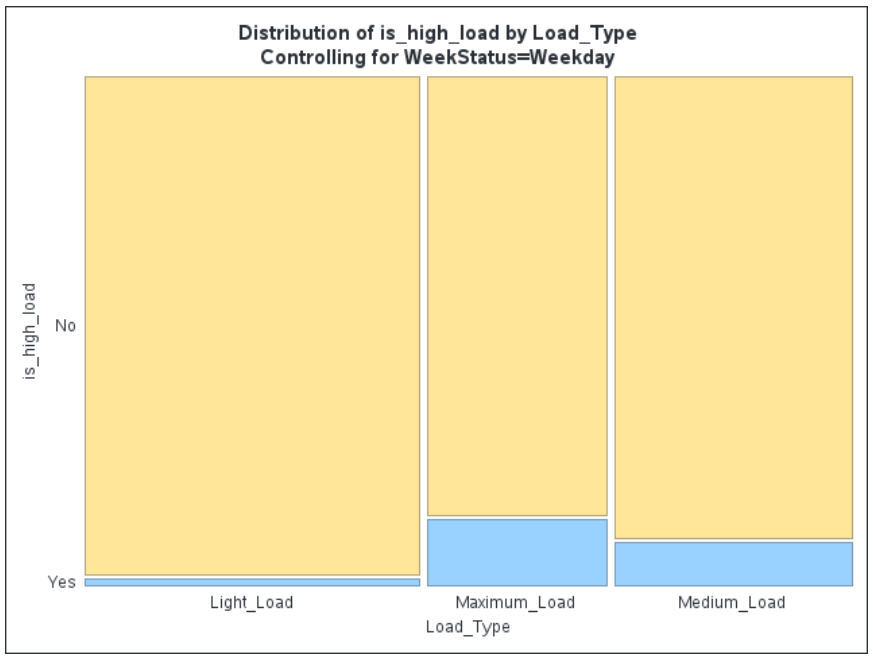 Distribution of is_high_load by Load_Type
Controlling for WeekStatus=Weekday
is_high_load
No
Yes
Light_Load
Maximum_Load
Medium_Load
Load_Type